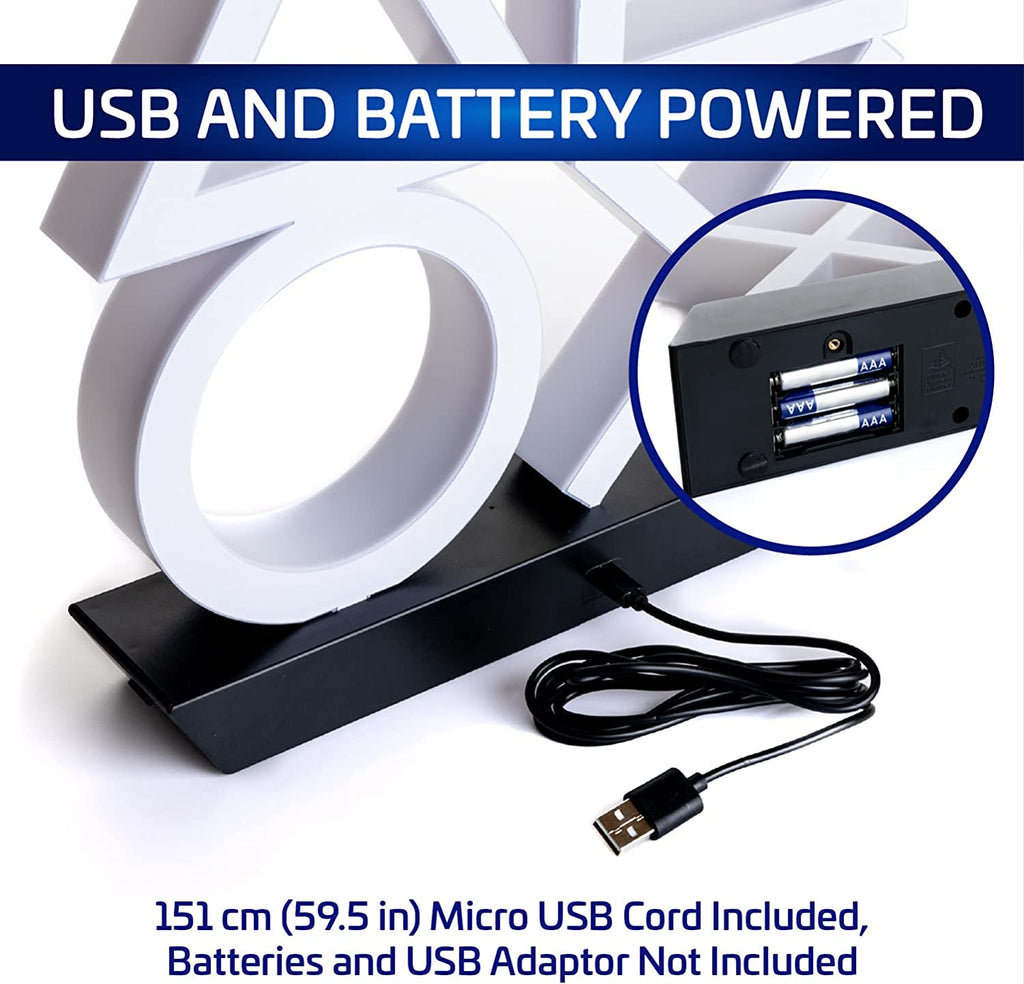 USB AND BATTERY POWERED
AAA
AAA
AAA
151 cm (59.5 in) Micro USB Cord Included,
Batteries and USB Adaptor Not Included